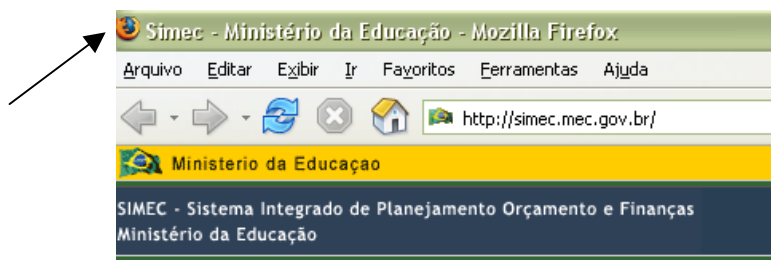 Simec - Ministério da Educação - Mozilla Firefox
Arquivo Editar Exibir Ir Favoritos Ferramentas Ajuda
http://simec.mec.gov.br/
Ministerio da Educaçao
SIMEC - Sistema Integrado de Planejamento Orçamento e Finanças
Ministério da Educação